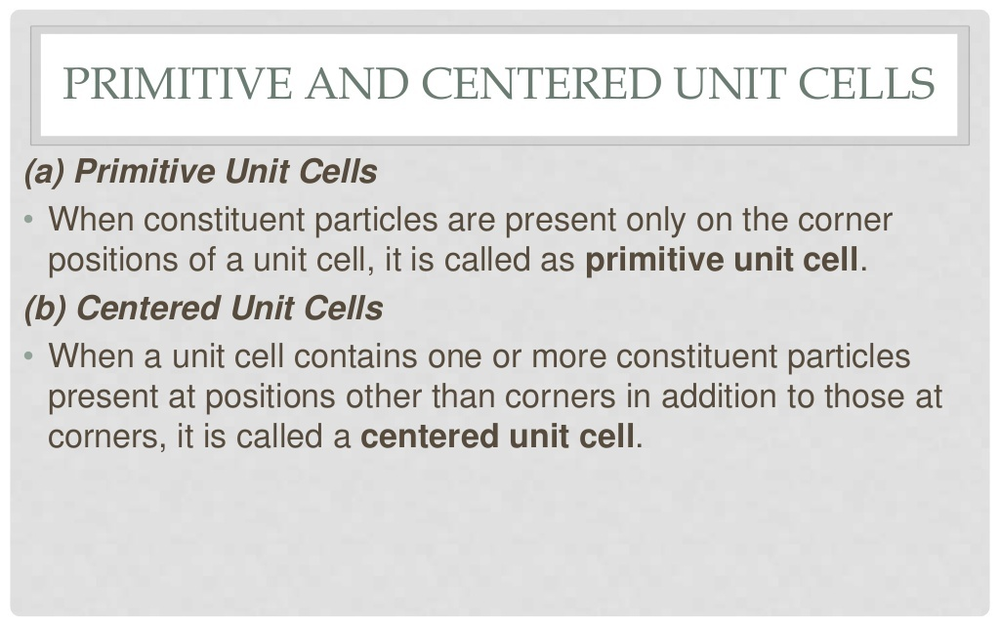 PRIMITIVE AND CENTERED UNIT CELLS
(a) Primitive Unit Cells
• When constituent particles are present only on the corner
positions of a unit cell, it is called as primitive unit cell.
(b) Centered Unit Cells
• When a unit cell contains one or more constituent particles
present at positions other than corners in addition to those at
corners, it is called a centered unit cell.